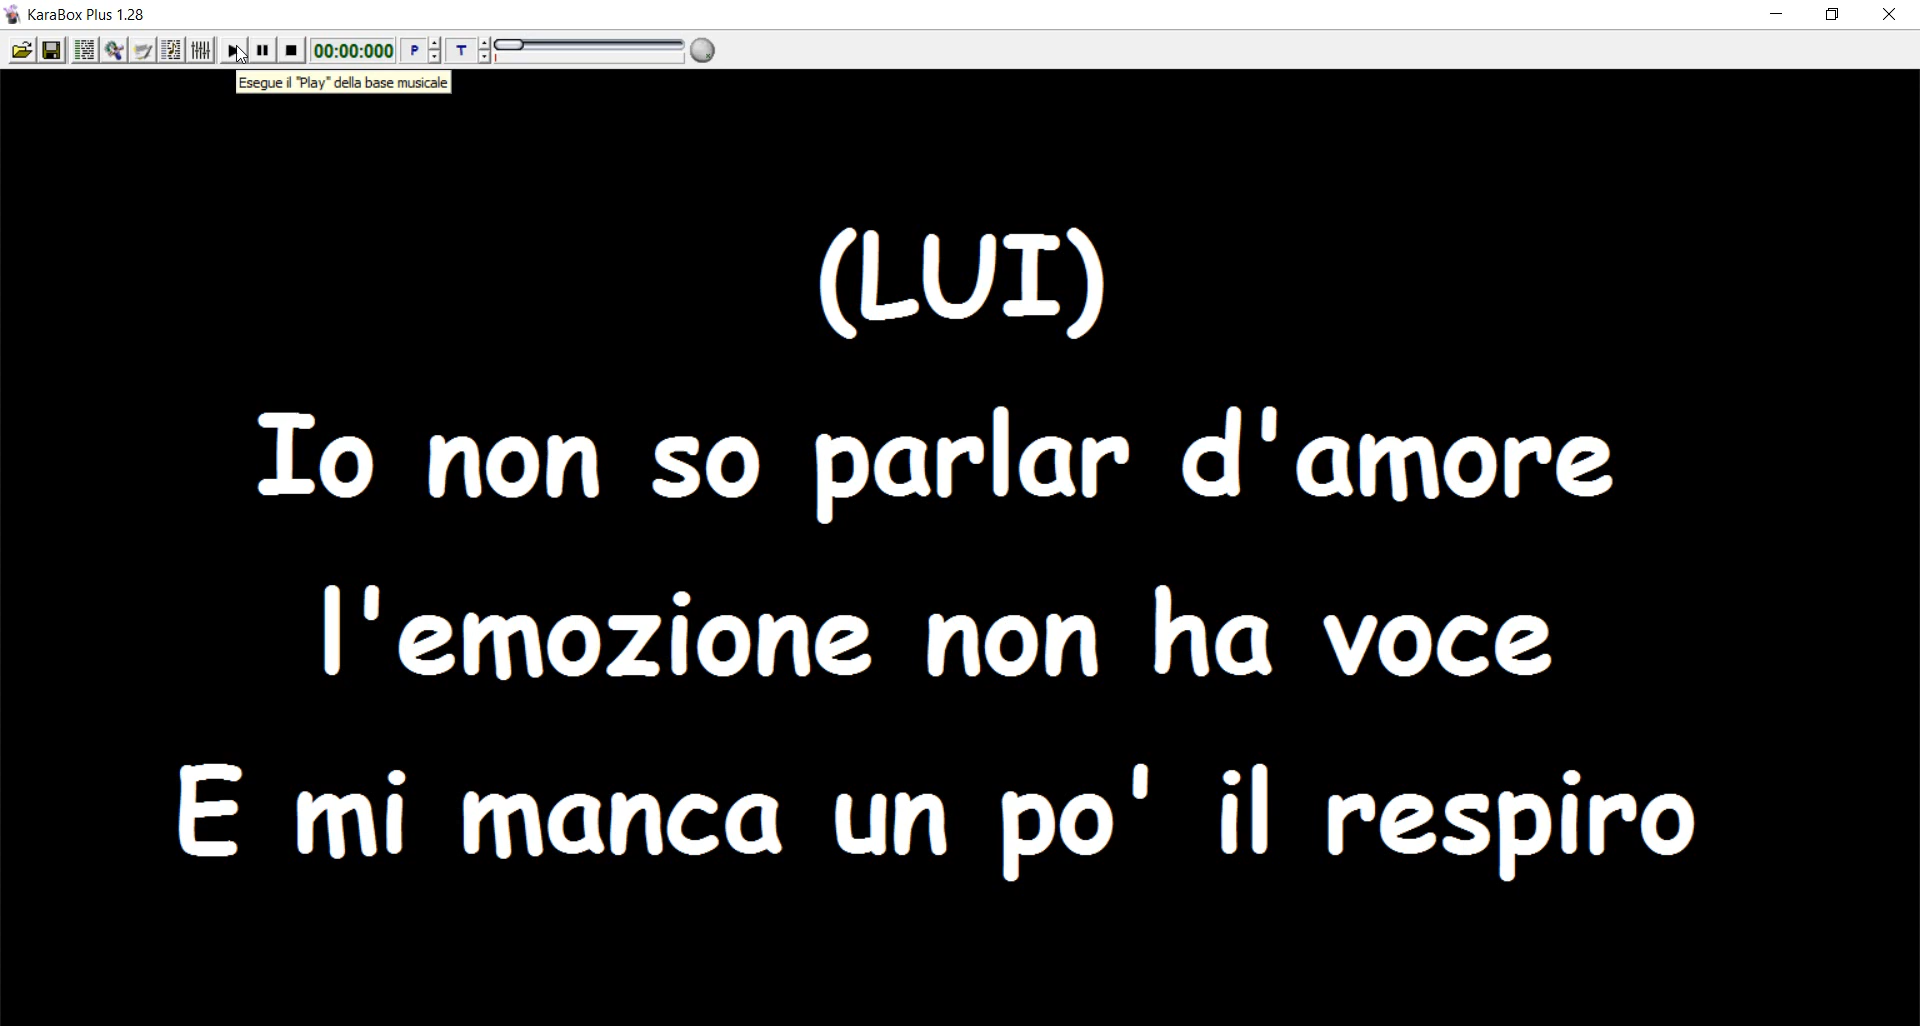 KaraBox Plus 1.28
00:00:000 P T
Esegue il "Play" della base musicale
(LUI)
Io non so parlar d'amore
l'emozione non ha voce
E mi manca un po' il respiro